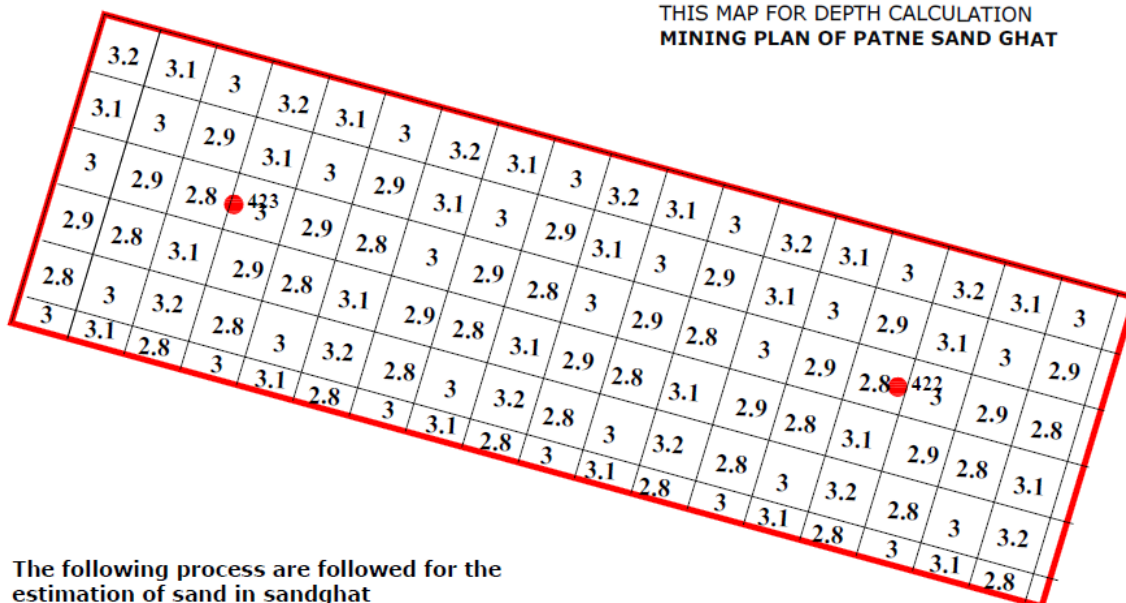 THIS MAP FOR DEPTH CALCULATION
MINING PLAN OF PATNE SAND GHAT
3.2 3.1 3 3.2 3.1 3 3.2 3.1 3 3.2 3.1 3 3.2 3.1 3 3.2 3.1 3
3.1 3 2.9 3.1 3 2.9 3.1 3 2.9 3.1 3 2.9 3.1 3 2.9 3.1 3 2.9
3 2.9 2.8 423 3 2.9 2.8 3 2.9 2.8 3 2.9 2.8 3 2.9 2.8 422 3 2.9 2.8
2.9 2.8 3.1 2.9 2.8 3.1 2.9 2.8 3.1 2.9 2.8 3.1 2.9 2.8 3.1 2.9 2.8 3.1
2.8 3 3.2 2.8 3 3.2 2.8 3 3.2 2.8 3 3.2 2.8 3 3.2 2.8 3 3.2
3 3.1 2.8 3 3.1 2.8 3 3.1 2.8 3 3.1 2.8 3 3.1 2.8 3 3.1 2.8
The following process are followed for the
estimation of sand in sandghat